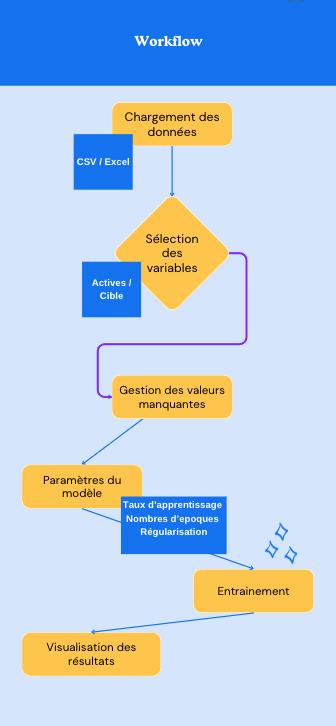 Workflow
Chargement des
données
CSV / Excel
Sélection
des
variables
Actives /
Cible
Gestion des valeurs
manquantes
Paramètres du
modèle
Taux d'apprentissage
Nombres d'epoques
Régularisation
Entrainement
Visualisation des
résultats